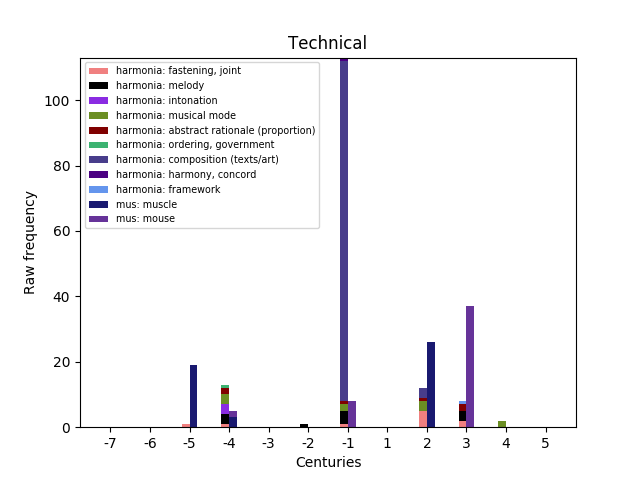 Technical
harmonia: fastening, joint
harmonia: melody
harmonia: intonation
harmonia: musical mode
harmonia: abstract rationale (proportion)
harmonia: ordering, government
harmonia: composition (texts/art)
harmonia: harmony, concord
harmonia: framework
mus: muscle
mus: mouse
Raw frequency
100
80
60
40
20
0
-7 -6 -5 -4 -3 -2 -1 1 2 3 4 5
Centuries